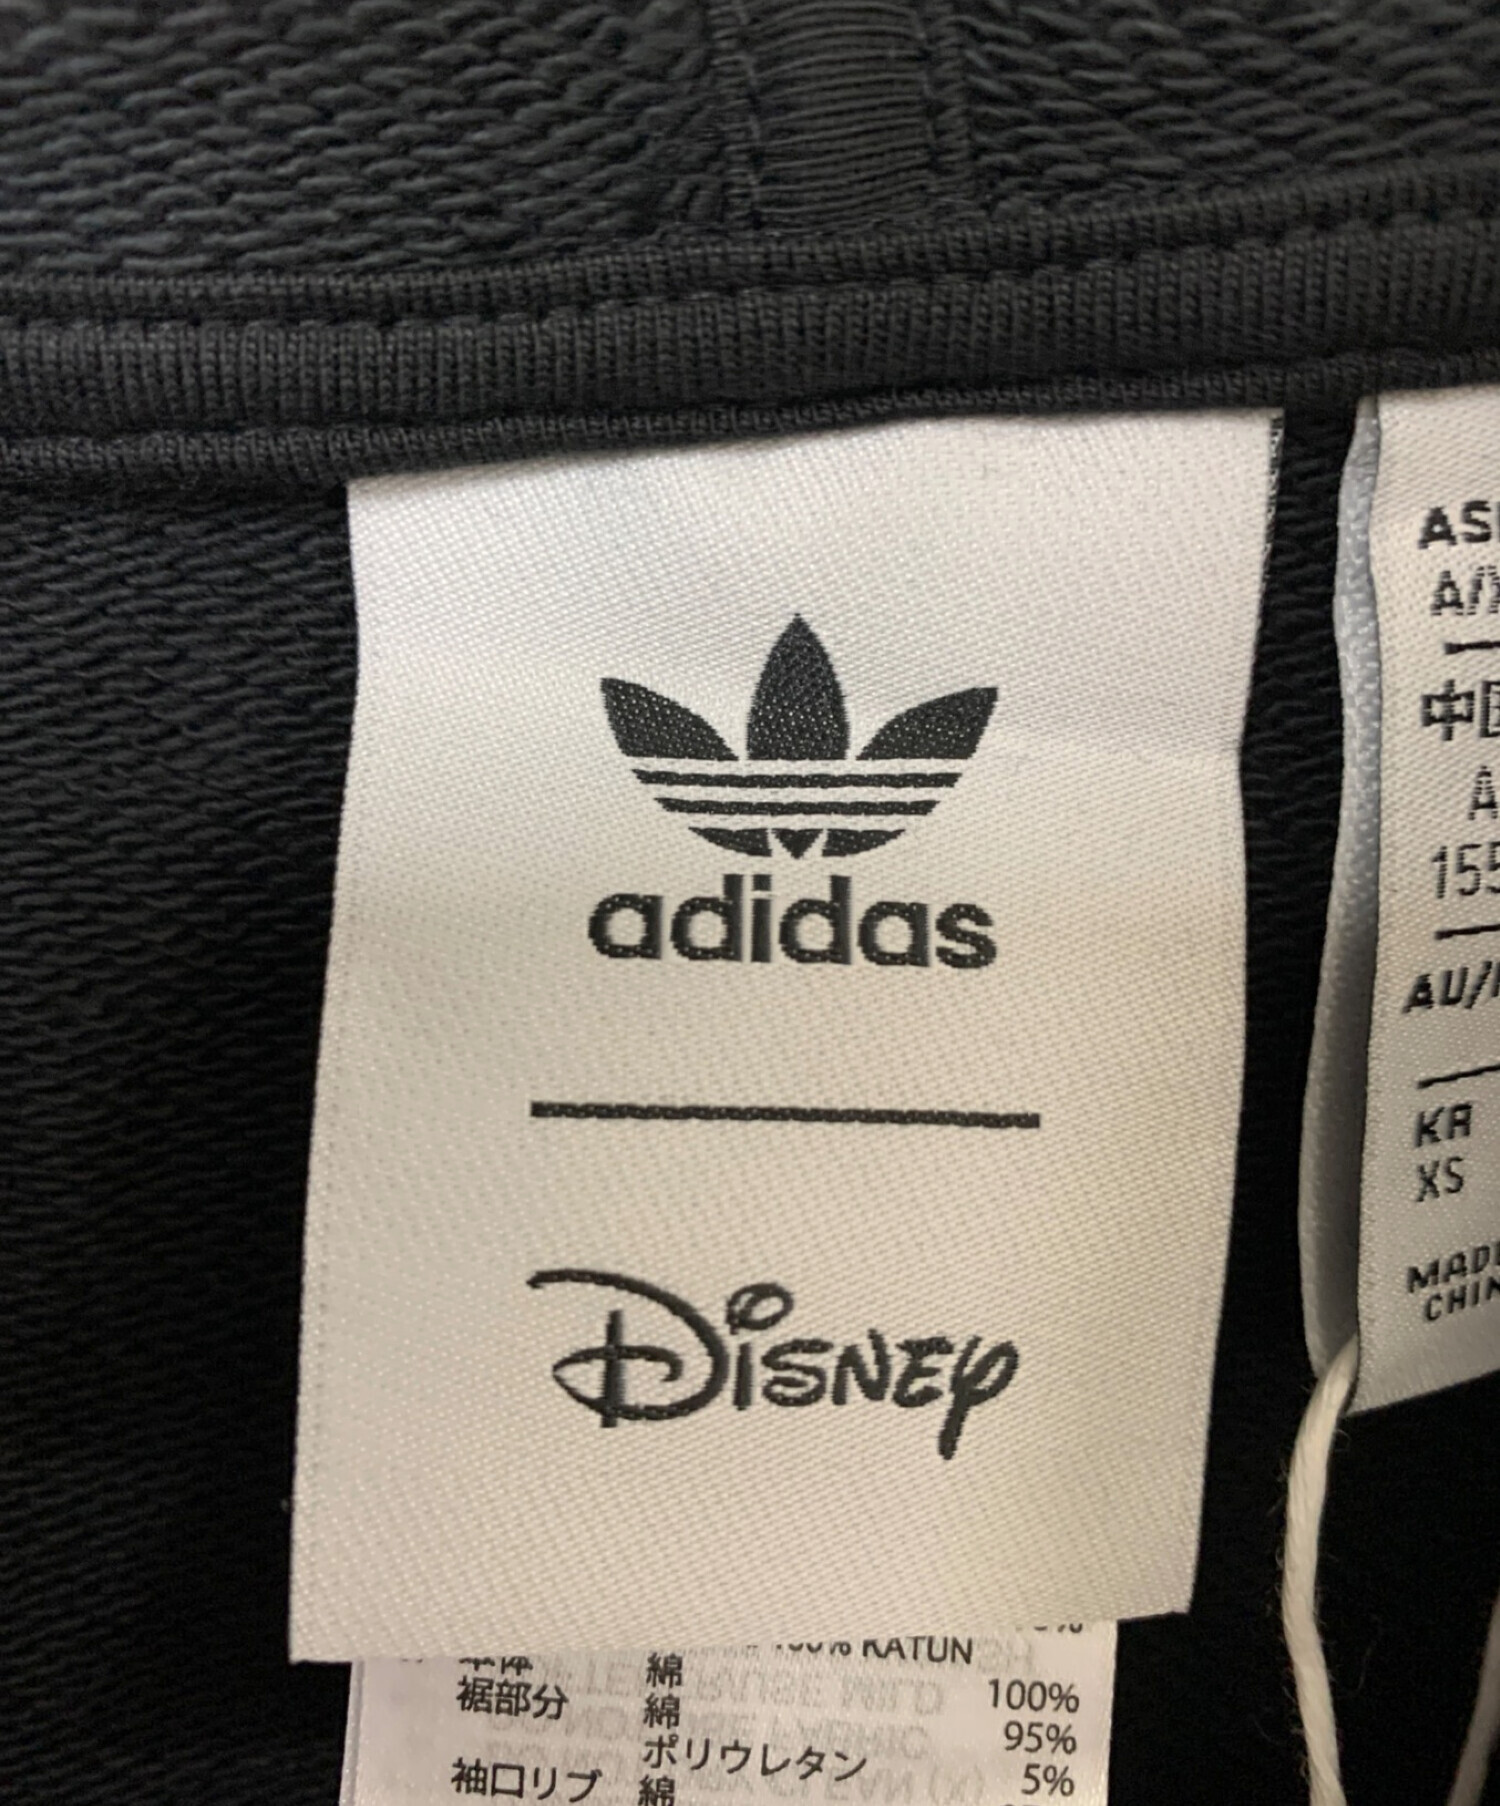 adidas
Disney
A/X
中国
A
155
AU/
KR
XS
MADE
CHIN
100% KATUN
本体 綿 100%
裾部分 綿 95%
ポリウレタン 5%
袖口リブ 綿